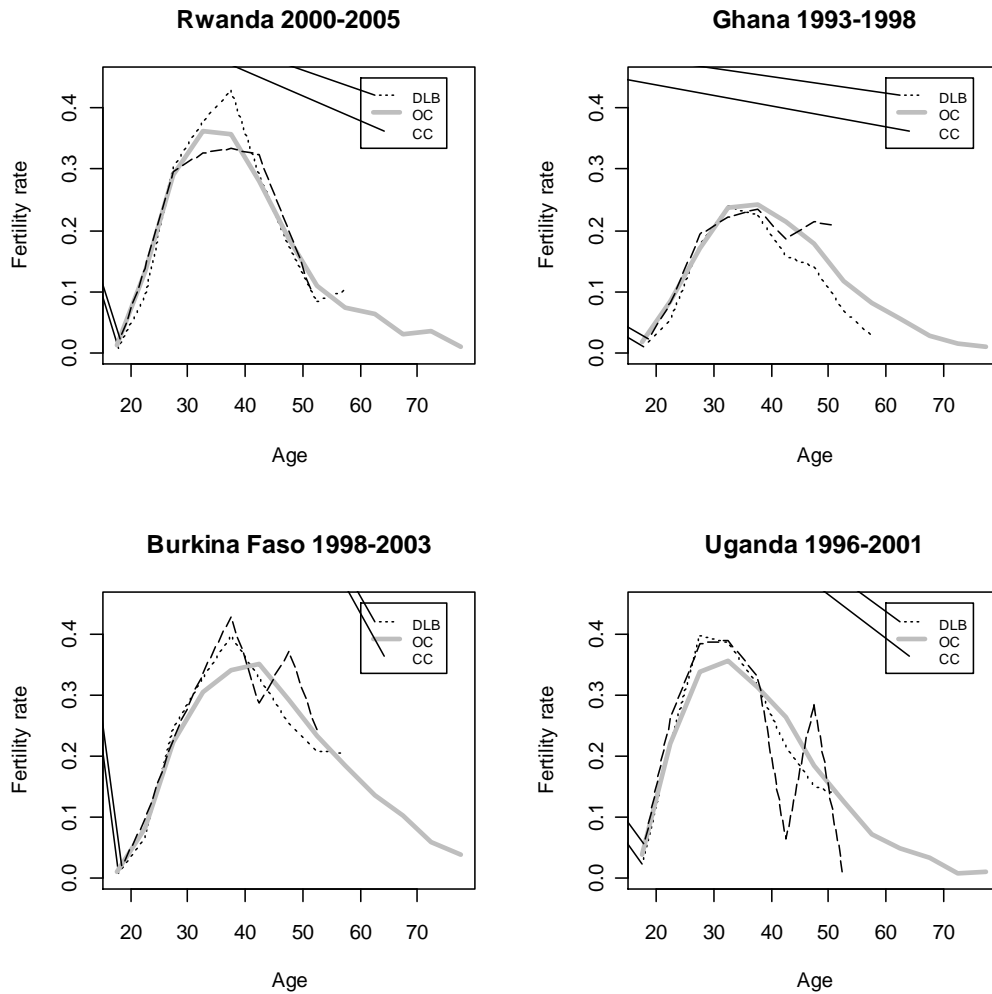 Rwanda 2000-2005
Fertility rate
0.4
0.3
0.2
0.1
0.0
DLB
OC
CC
20 30 40 50 60 70
Age
Ghana 1993-1998
Fertility rate
0.4
0.3
0.2
0.1
0.0
DLB
OC
CC
20 30 40 50 60 70
Age
Burkina Faso 1998-2003
Fertility rate
0.4
0.3
0.2
0.1
0.0
DLB
OC
CC
20 30 40 50 60 70
Age
Uganda 1996-2001
Fertility rate
0.4
0.3
0.2
0.1
0.0
DLB
OC
CC
20 30 40 50 60 70
Age